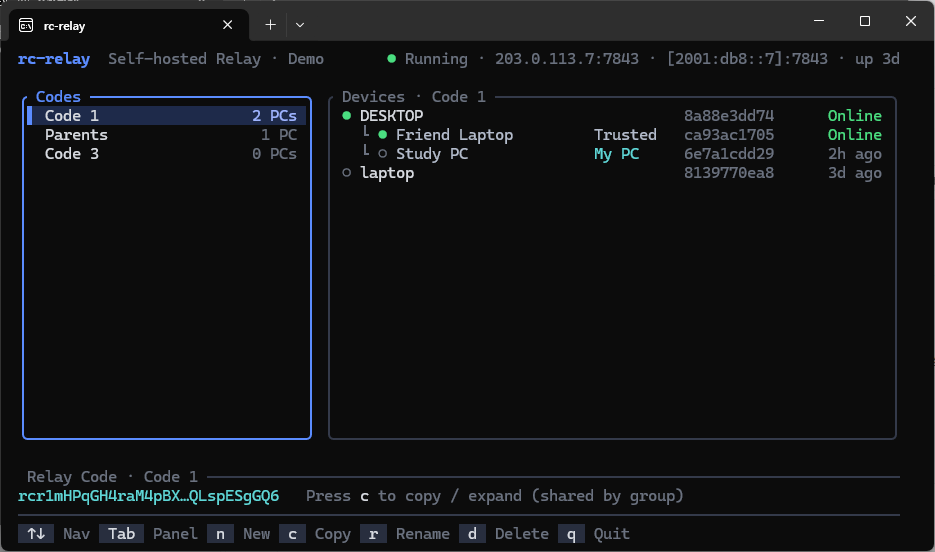 rc-relay
rc-relay Self-hosted Relay · Demo ● Running · 203.0.113.7:7843 · [2001:db8::7]:7843 · up 3d
Codes
Code 1 2 PCs
Parents 1 PC
Code 3 0 PCs
Devices · Code 1
● DESKTOP 8a88e3dd74 Online
└ ● Friend Laptop Trusted ca93ac1705 Online
└ ○ Study PC My PC 6e7a1cdd29 2h ago
○ laptop 8139770ea8 3d ago
Relay Code · Code 1
rcr1mHPqGH4raM4pBX…QLspESgGQ6 Press c to copy / expand (shared by group)
↑↓ Nav Tab Panel n New c Copy r Rename d Delete q Quit